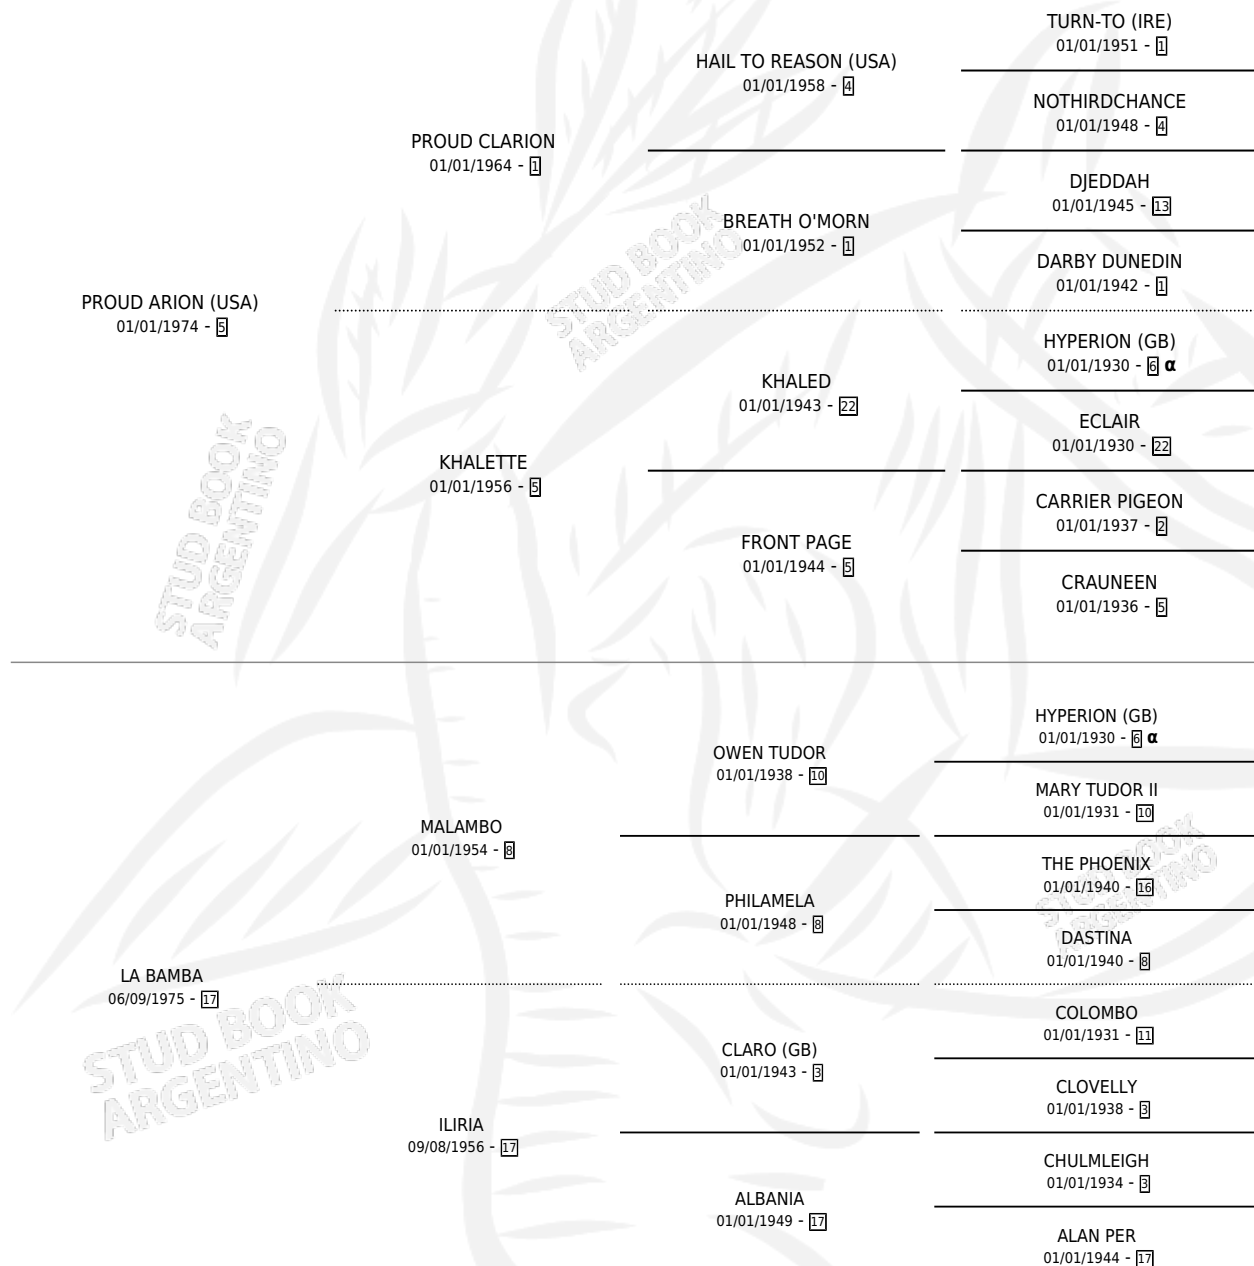 TURN-TO (IRE)
01/01/1951 - 1
HAIL TO REASON (USA)
01/01/1958 - 4
NOTHIRDCHANCE
01/01/1948 - 4
PROUD CLARION
01/01/1964 - 1
DJEDDAH
01/01/1945 - 13
BREATH O'MORN
01/01/1952 - 1
DARBY DUNEDIN
01/01/1942 - 1
PROUD ARION (USA)
01/01/1974 - 5
HYPERION (GB)
01/01/1930 - 6 α
KHALED
01/01/1943 - 22
ECLAIR
01/01/1930 - 22
KHALETTE
01/01/1956 - 5
CARRIER PIGEON
01/01/1937 - 2
FRONT PAGE
01/01/1944 - 5
CRAUNEEN
01/01/1936 - 5
HYPERION (GB)
01/01/1930 - 6 α
OWEN TUDOR
01/01/1938 - 10
MARY TUDOR II
01/01/1931 - 10
MALAMBO
01/01/1954 - 8
THE PHOENIX
01/01/1940 - 16
PHILAMELA
01/01/1948 - 8
DASTINA
01/01/1940 - 8
LA BAMBA
06/09/1975 - 17
COLOMBO
01/01/1931 - 11
CLARO (GB)
01/01/1943 - 3
CLOVELLY
01/01/1938 - 3
ILIRIA
09/08/1956 - 17
CHULMLEIGH
01/01/1934 - 3
ALBANIA
01/01/1949 - 17
ALAN PER
01/01/1944 - 17
STUD BOOK
ARGENTINO
STUD BOOK
ARGENTINO
STUD BOOK
ARGENTINO
STUD BOOK
ARGENTINO